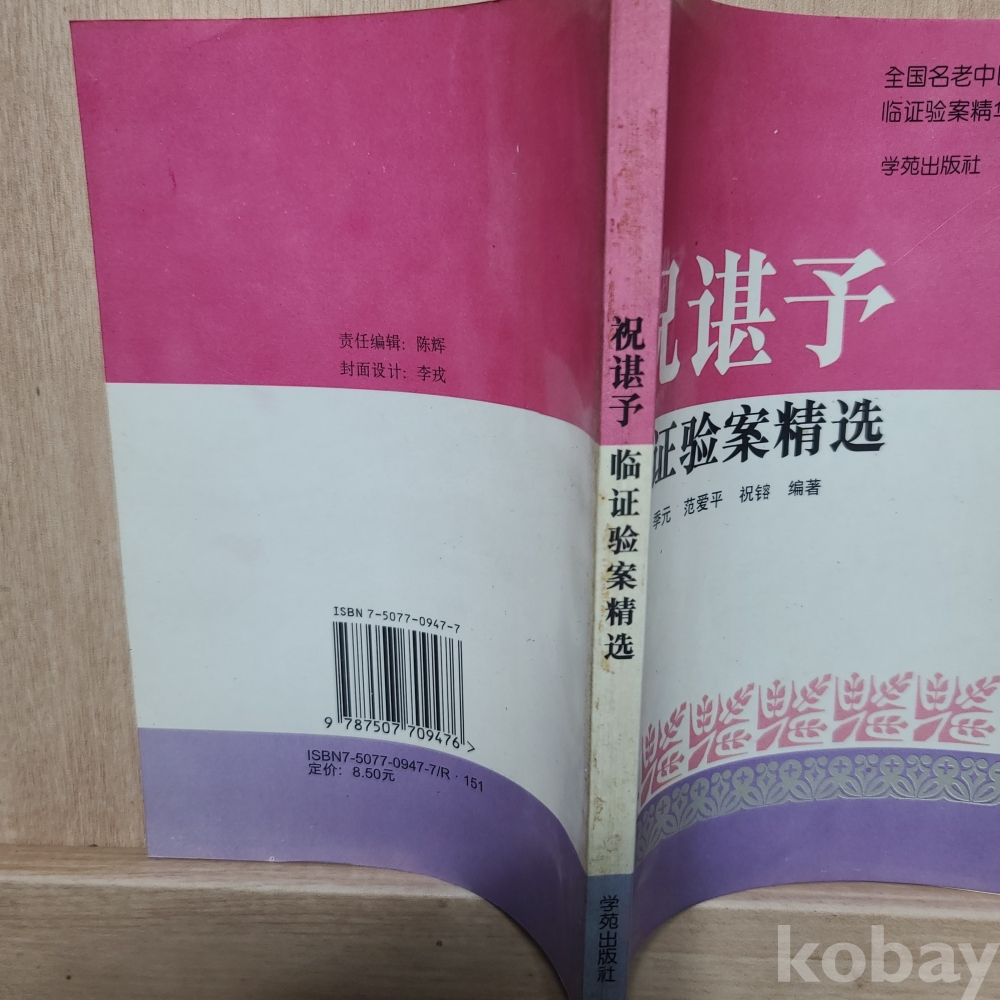 责任编辑：陈辉
封面设计：李戎
ISBN 7-5077-0947-7
9 787507 709476 >
ISBN7-5077-0947-7/R·151
定价：8.50元
祝谌予 临证验案精选
学苑出版社
全国名老中医
临证验案精华
学苑出版社
祝谌予
证验案精选
季元 范爱平 祝镕 编著
kobay